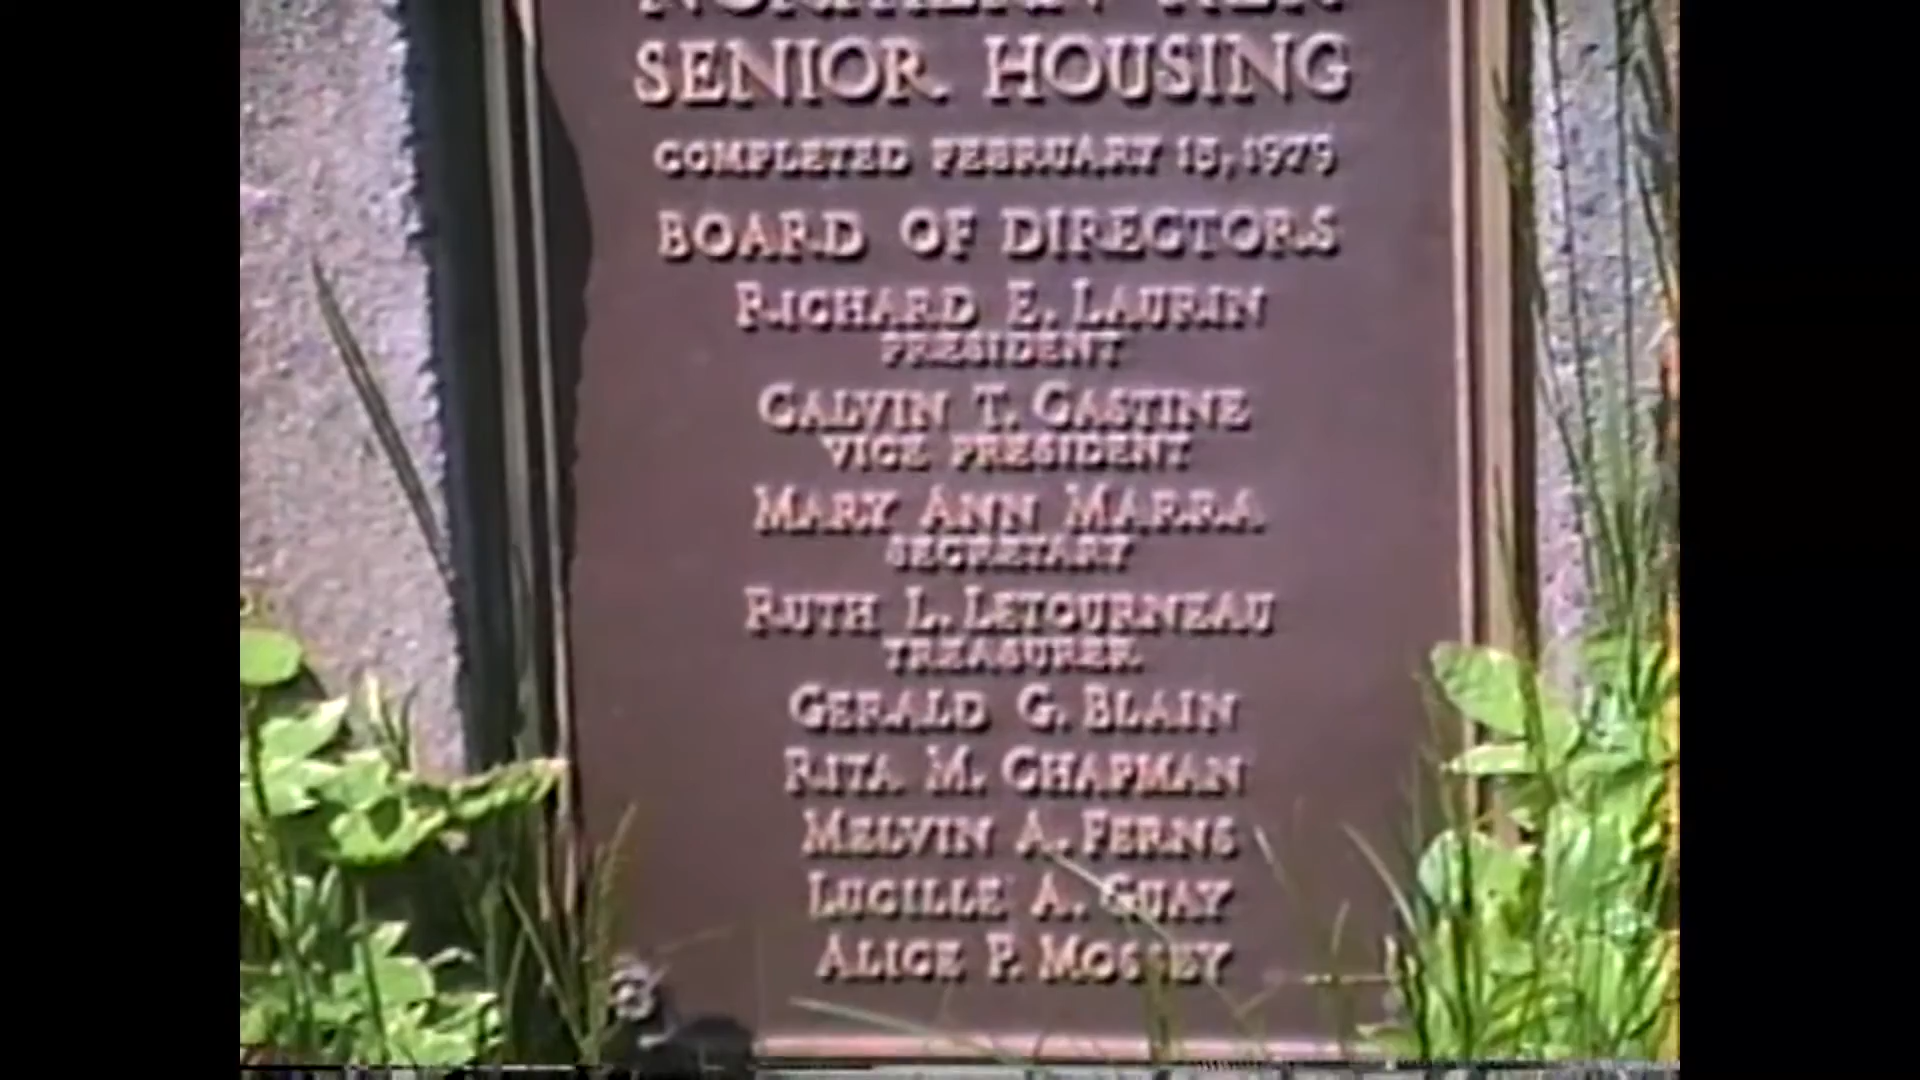 SENIOR HOUSING
COMPLETED FEBRUARY 15, 1979
BOARD OF DIRECTORS
RICHARD E. LAURIN
PRESIDENT
CALVIN T. CASTINE
VICE PRESIDENT
MARY ANN MARRA
SECRETARY
RUTH L. LETOURNEAU
TREASURER
GERALD G. BLAIN
RITA M. CHAPMAN
MELVIN A. FERNS
LUCILLE A. GUAY
ALICE P.